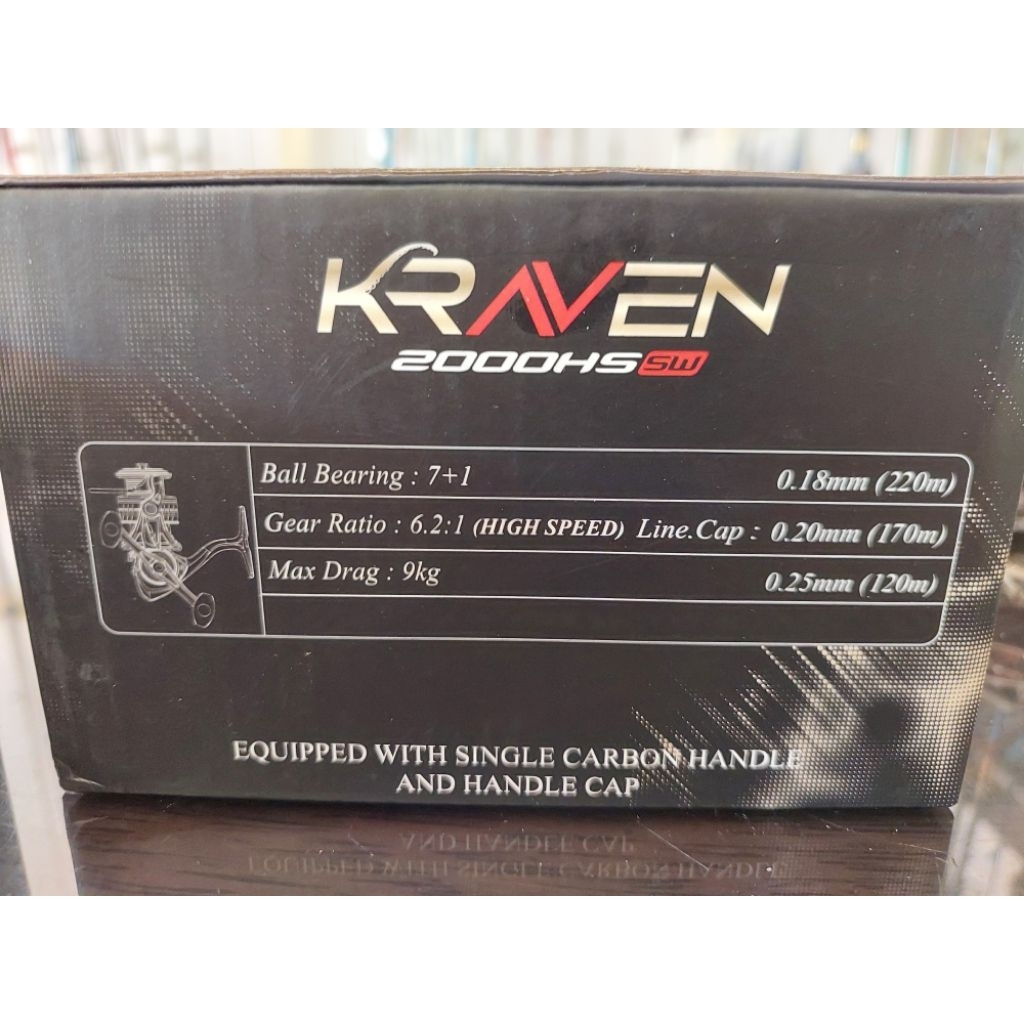 KRAVEN
2000HS SW
Ball Bearing : 7+1
0.18mm (220m)
Gear Ratio : 6.2:1 (HIGH SPEED) Line.Cap : 0.20mm (170m)
Max Drag : 9kg
0.25mm (120m)
EQUIPPED WITH SINGLE CARBON HANDLE
AND HANDLE CAP